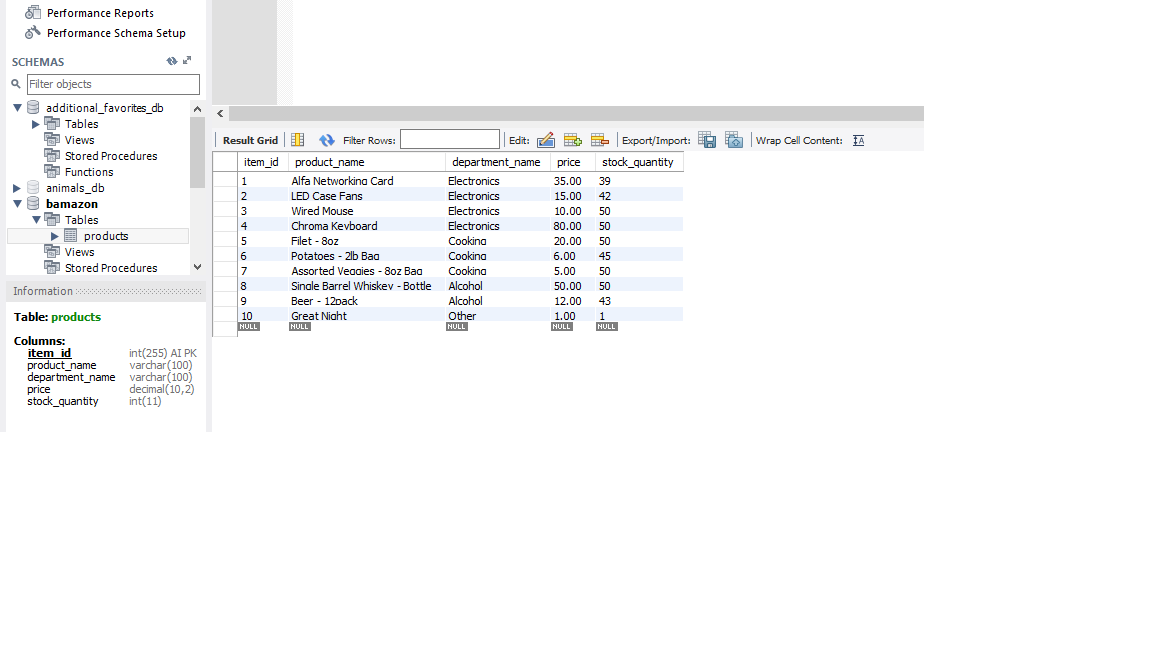 Performance Reports
Performance Schema Setup
SCHEMAS
Filter objects
additional_favorites_db
Tables
Views
Stored Procedures
Functions
animals_db
bamazon
Tables
products
Views
Stored Procedures
Information
Table: products
Columns:
item_id int(255) AI PK
product_name varchar(100)
department_name varchar(100)
price decimal(10,2)
stock_quantity int(11)
Result Grid Filter Rows: Edit: Export/Import: Wrap Cell Content:
item_id product_name department_name price stock_quantity
1 Alfa Networking Card Electronics 35.00 39
2 LED Case Fans Electronics 15.00 42
3 Wired Mouse Electronics 10.00 50
4 Chroma Keyboard Electronics 80.00 50
5 Filet - 8oz Cooking 20.00 50
6 Potatoes - 2lb Bag Cooking 6.00 45
7 Assorted Veggies - 8oz Bag Cooking 5.00 50
8 Single Barrel Whiskey - Bottle Alcohol 50.00 50
9 Beer - 12pack Alcohol 12.00 43
10 Great Night Other 1.00 1
NULL NULL NULL NULL NULL